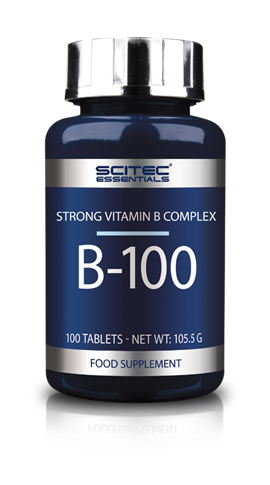 SCITEC
ESSENTIALS
STRONG VITAMIN B COMPLEX
B-100
100 TABLETS - NET WT: 105.5 G
FOOD SUPPLEMENT